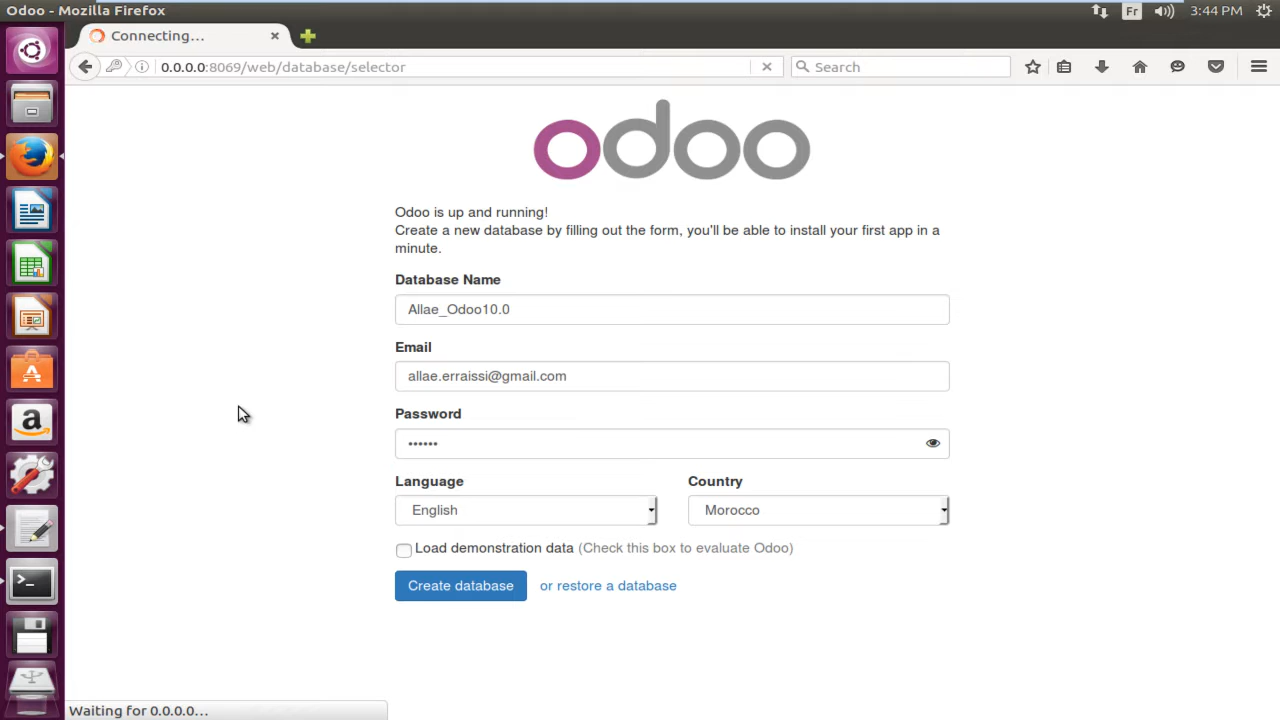 Odoo - Mozilla Firefox
Fr
3:44 PM
Connecting...
0.0.0.0:8069/web/database/selector
Search
odoo
Odoo is up and running!
Create a new database by filling out the form, you'll be able to install your first app in a
minute.
Database Name
Allae_Odoo10.0
Email
allae.erraissi@gmail.com
Password
••••••
Language
Country
English
Morocco
Load demonstration data (Check this box to evaluate Odoo)
Create database
or restore a database
Waiting for 0.0.0.0...